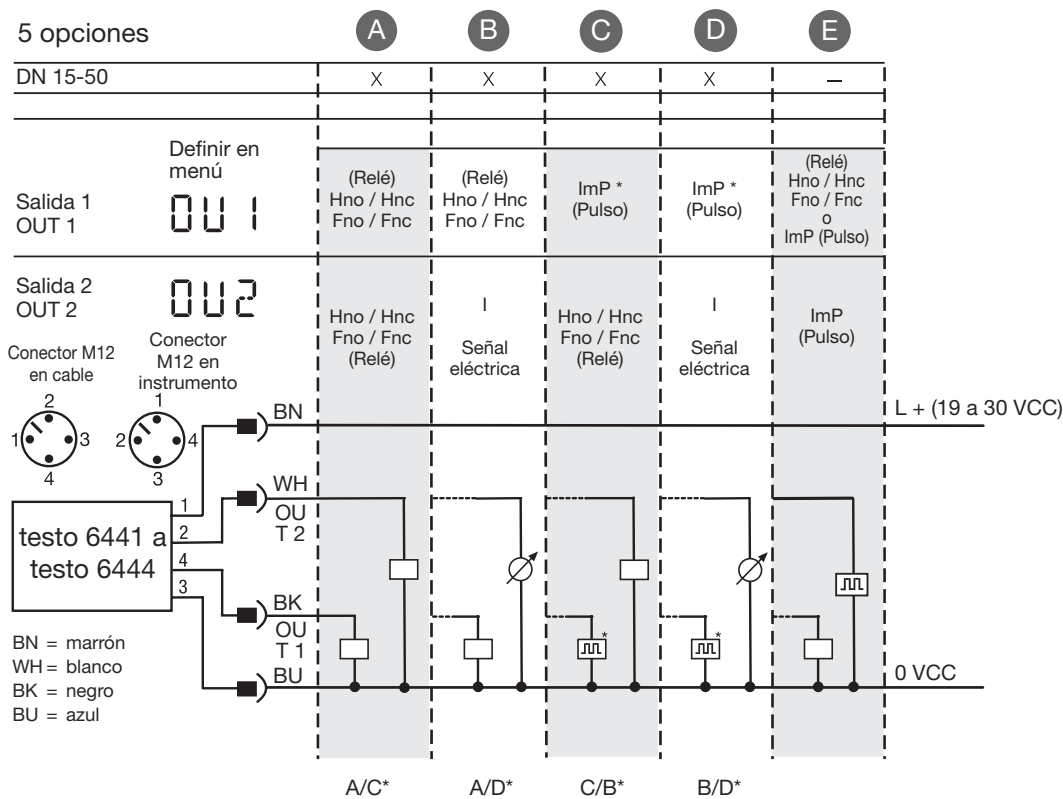 5 opciones
A B C D E
DN 15-50 X X X X –
Definir en
menú
Salida 1
OUT 1
OU1
(Relé)
Hno / Hnc
Fno / Fnc
(Relé)
Hno / Hnc
Fno / Fnc
ImP *
(Pulso)
ImP *
(Pulso)
(Relé)
Hno / Hnc
Fno / Fnc
o
ImP (Pulso)
Salida 2
OUT 2
OU2
Hno / Hnc
Fno / Fnc
(Relé)
I
Señal
eléctrica
Hno / Hnc
Fno / Fnc
(Relé)
I
Señal
eléctrica
ImP
(Pulso)
Conector M12
en cable
2
1 3
4
Conector
M12 en
instrumento
1
2 4
3
BN
L + (19 a 30 VCC)
WH
OU
T 2
testo 6441 a
testo 6444
1
2
4
3
BK
OU
T 1
* *
BU
0 VCC
BN = marrón
WH = blanco
BK = negro
BU = azul
A/C* A/D* C/B* B/D*